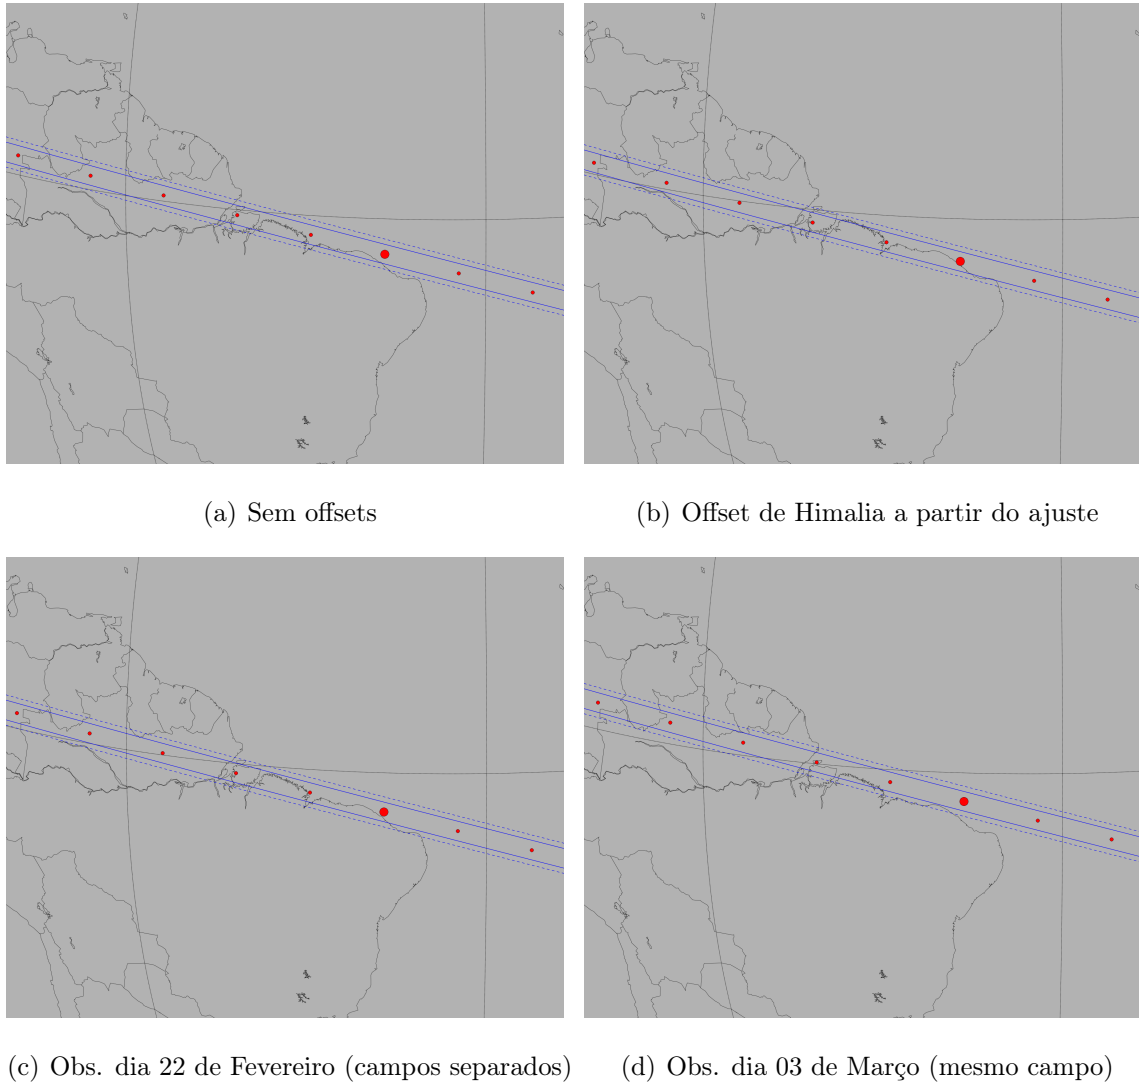 (a) Sem offsets
(b) Offset de Himalia a partir do ajuste
(c) Obs. dia 22 de Fevereiro (campos separados)
(d) Obs. dia 03 de Março (mesmo campo)